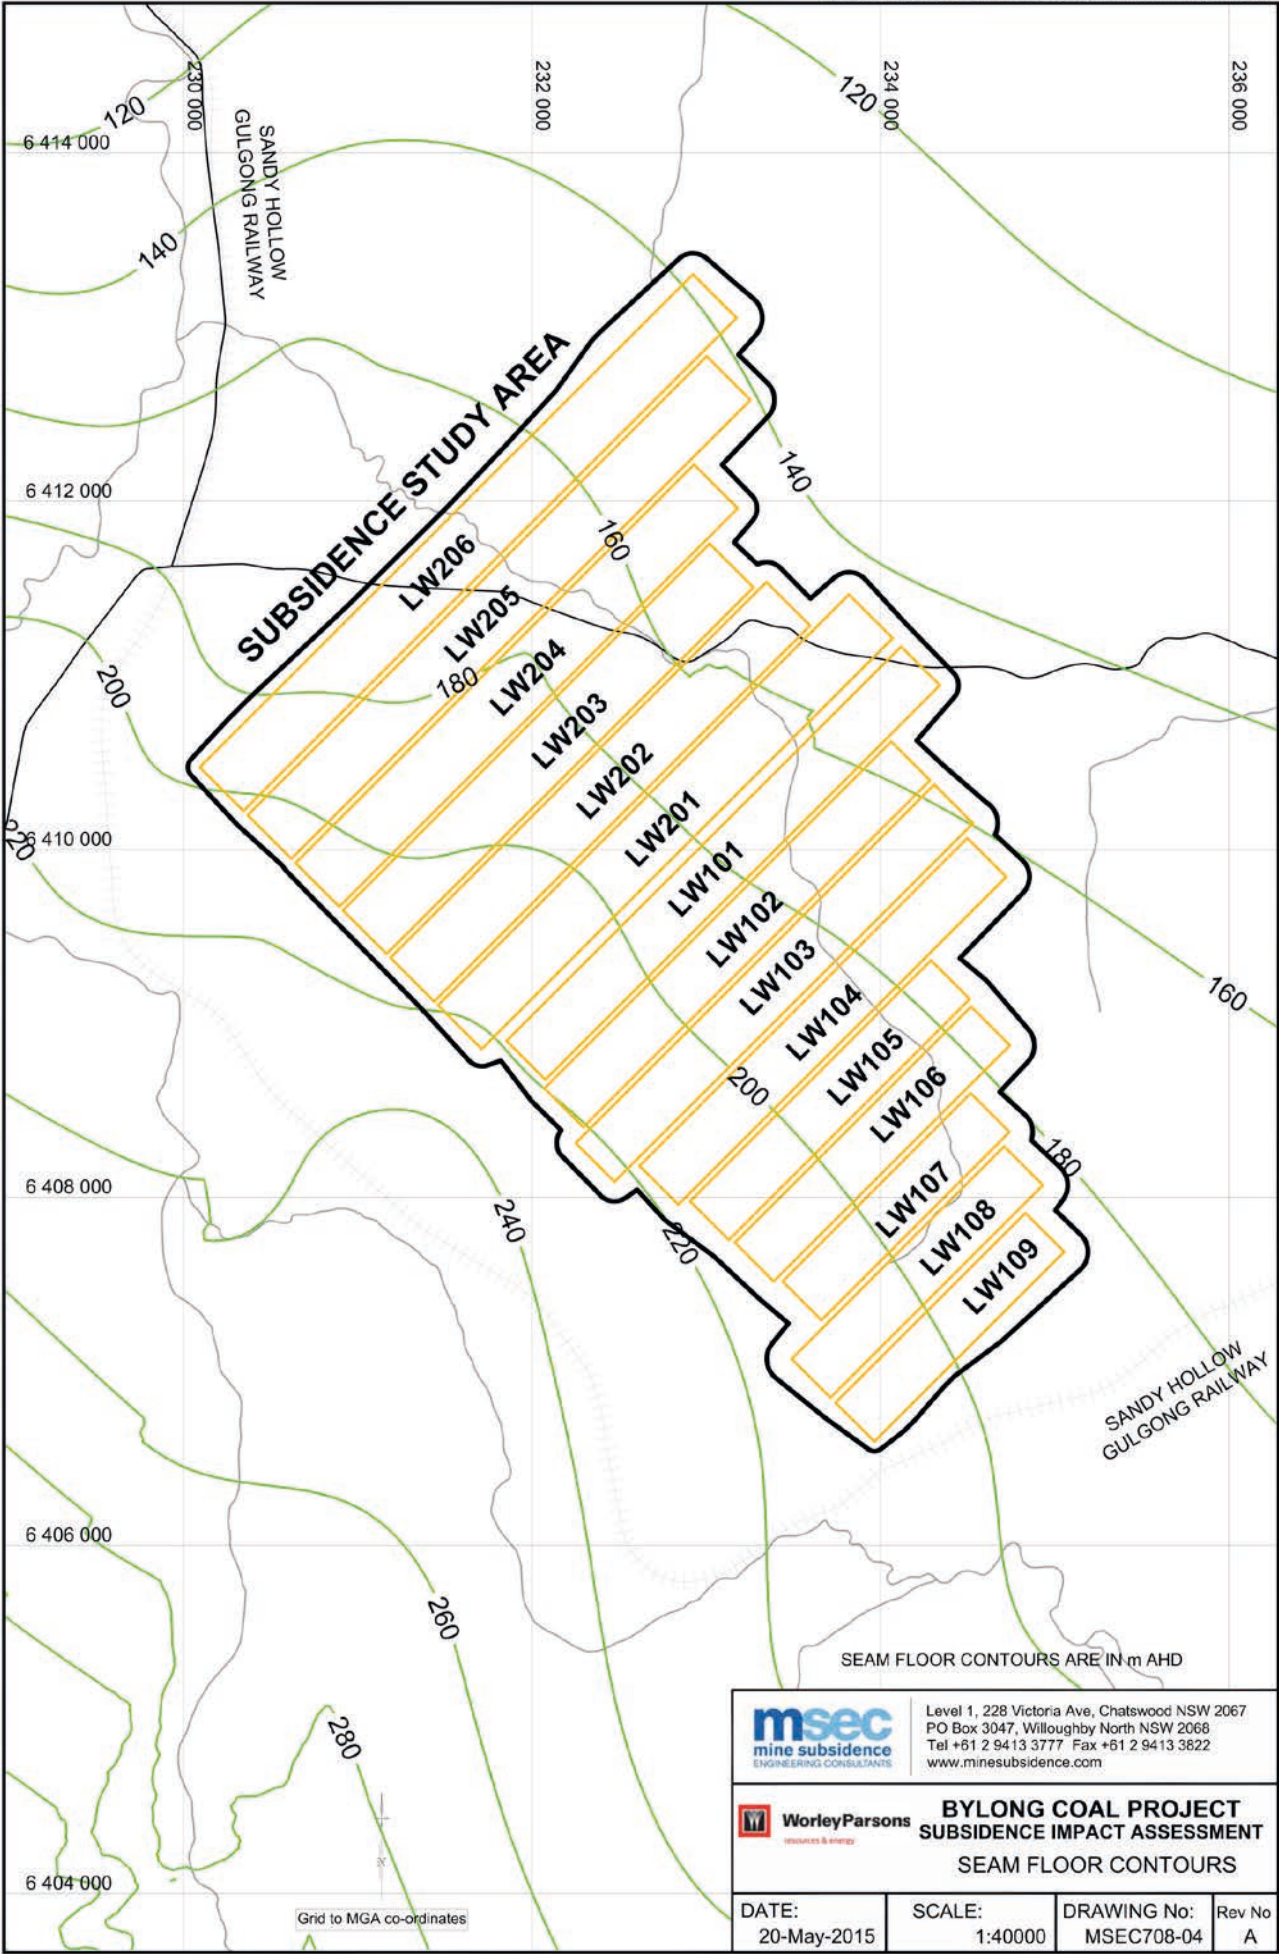 230 000
232 000
234 000
236 000
120
120
6 414 000
SANDY HOLLOW
GULGONG RAILWAY
140
SUBSIDENCE STUDY AREA
140
6 412 000
160
LW206
LW205
180
LW204
200
LW203
LW202
LW201
220
6 410 000
LW101
LW102
LW103
160
LW104
LW105
200
LW106
180
6 408 000
LW107
240
220
LW108
LW109
SANDY HOLLOW
GULGONG RAILWAY
6 406 000
260
SEAM FLOOR CONTOURS ARE IN m AHD
280
N
6 404 000
Grid to MGA co-ordinates
msec
mine subsidence
ENGINEERING CONSULTANTS
Level 1, 228 Victoria Ave, Chatswood NSW 2067
PO Box 3047, Willoughby North NSW 2068
Tel +61 2 9413 3777 Fax +61 2 9413 3822
www.minesubsidence.com
WorleyParsons
resources & energy
BYLONG COAL PROJECT
SUBSIDENCE IMPACT ASSESSMENT
SEAM FLOOR CONTOURS
DATE:
20-May-2015
SCALE:
1:40000
DRAWING No:
MSEC708-04
Rev No
A